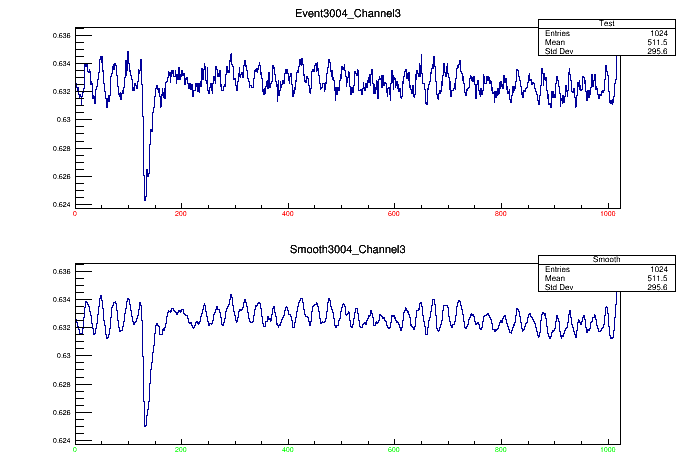 Event3004_Channel3
Test
Entries 1024
Mean 511.5
Std Dev 295.6
0.636
0.634
0.632
0.63
0.628
0.626
0.624
0 200 400 600 800 1000
Smooth3004_Channel3
Smooth
Entries 1024
Mean 511.5
Std Dev 295.6
0.636
0.634
0.632
0.63
0.628
0.626
0.624
0 200 400 600 800 1000